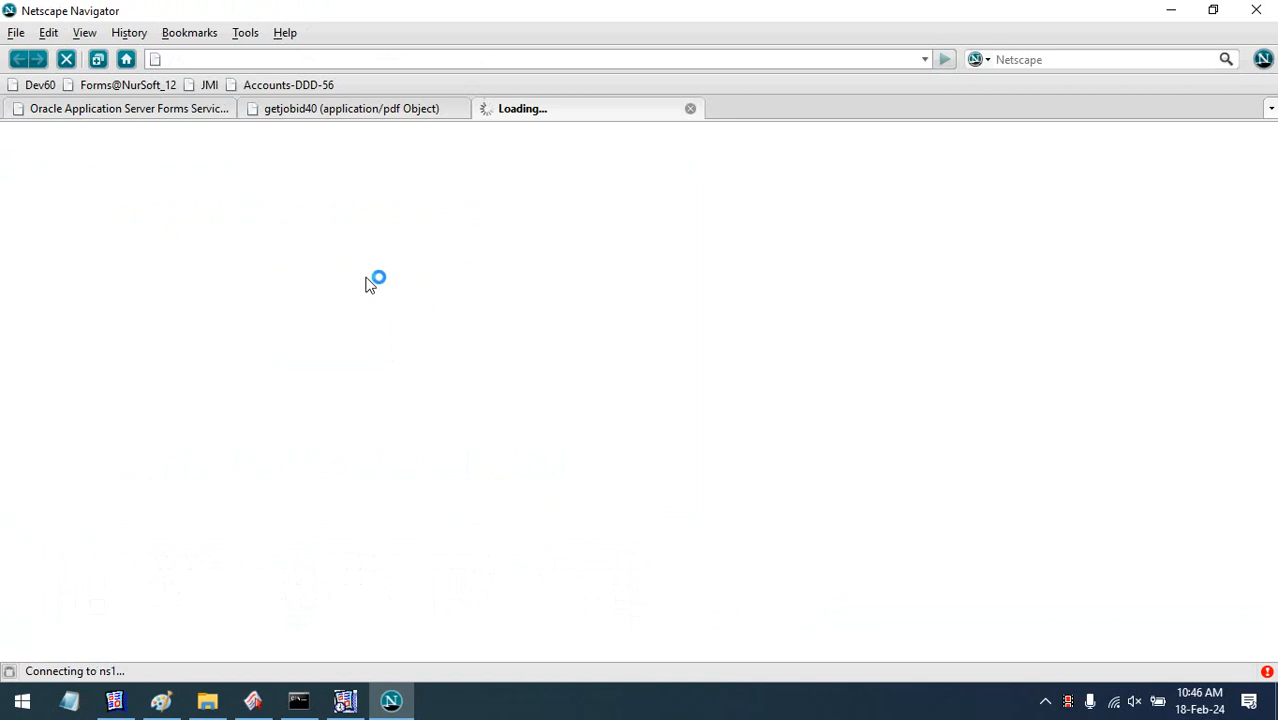 Netscape Navigator
File Edit View History Bookmarks Tools Help
Netscape
Dev60 Forms@NurSoft_12 JMI Accounts-DDD-56
Oracle Application Server Forms Servic... getjobid40 (application/pdf Object) Loading...
Connecting to ns1...
10:46 AM
18-Feb-24